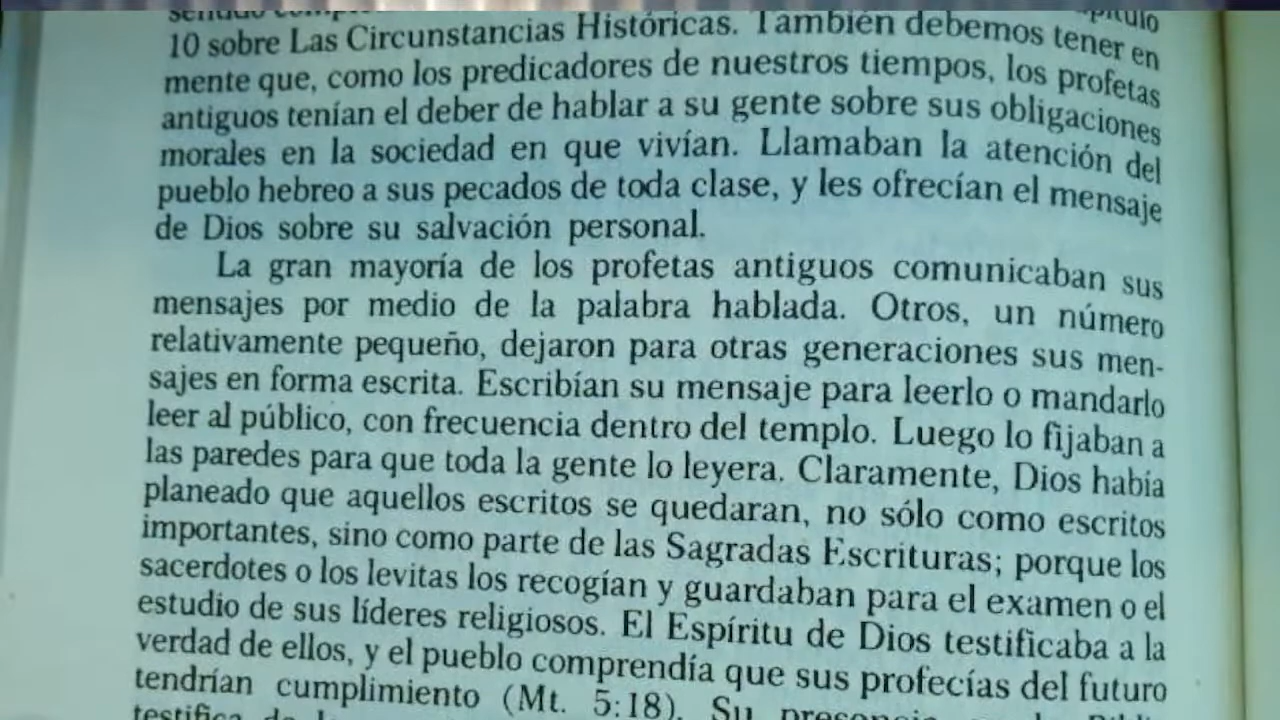 10 sobre Las Circunstancias Históricas. También debemos tener en
mente que, como los predicadores de nuestros tiempos, los profetas
antiguos tenían el deber de hablar a su gente sobre sus obligaciones
morales en la sociedad en que vivían. Llamaban la atención del
pueblo hebreo a sus pecados de toda clase, y les ofrecían el mensaje
de Dios sobre su salvación personal.
La gran mayoría de los profetas antiguos comunicaban sus
mensajes por medio de la palabra hablada. Otros, un número
relativamente pequeño, dejaron para otras generaciones sus men-
sajes en forma escrita. Escribían su mensaje para leerlo o mandarlo
leer al público, con frecuencia dentro del templo. Luego lo fijaban a
las paredes para que toda la gente lo leyera. Claramente, Dios había
planeado que aquellos escritos se quedaran, no sólo como escritos
importantes, sino como parte de las Sagradas Escrituras; porque los
sacerdotes o los levitas los recogían y guardaban para el examen o el
estudio de sus líderes religiosos. El Espíritu de Dios testificaba a la
verdad de ellos, y el pueblo comprendía que sus profecías del futuro
tendrían cumplimiento (Mt. 5:18). Su